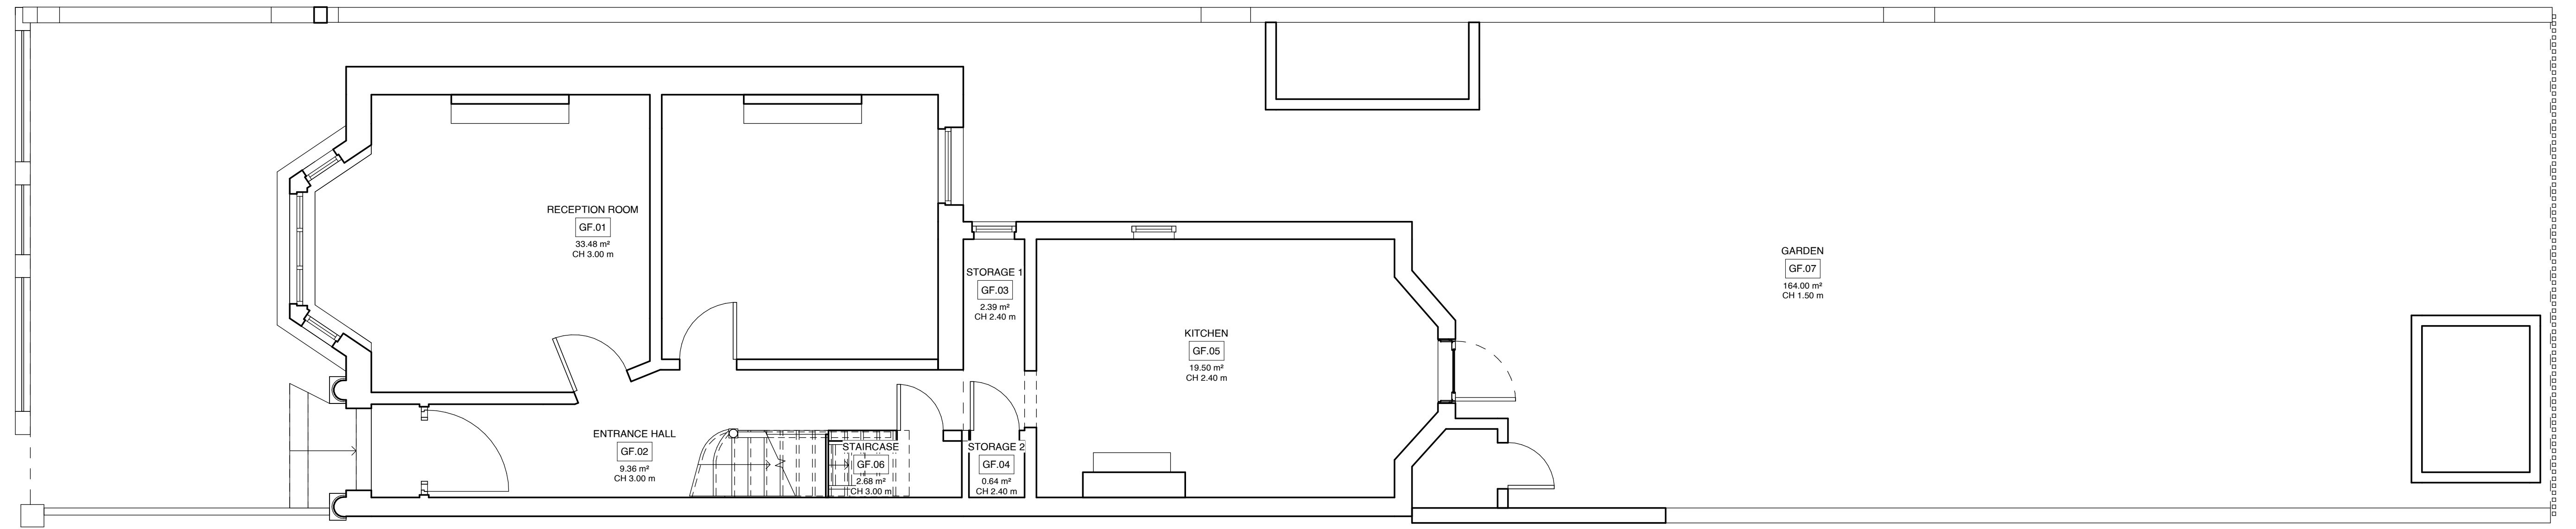 RECEPTION ROOM
GF.01
33.48 m²
CH 3.00 m
ENTRANCE HALL
GF.02
9.36 m²
CH 3.00 m
STAIRCASE
GF.06
2.68 m²
CH 3.00 m
STORAGE 1
GF.03
2.39 m²
CH 2.40 m
STORAGE 2
GF.04
0.64 m²
CH 2.40 m
KITCHEN
GF.05
19.50 m²
CH 2.40 m
GARDEN
GF.07
164.00 m²
CH 1.50 m